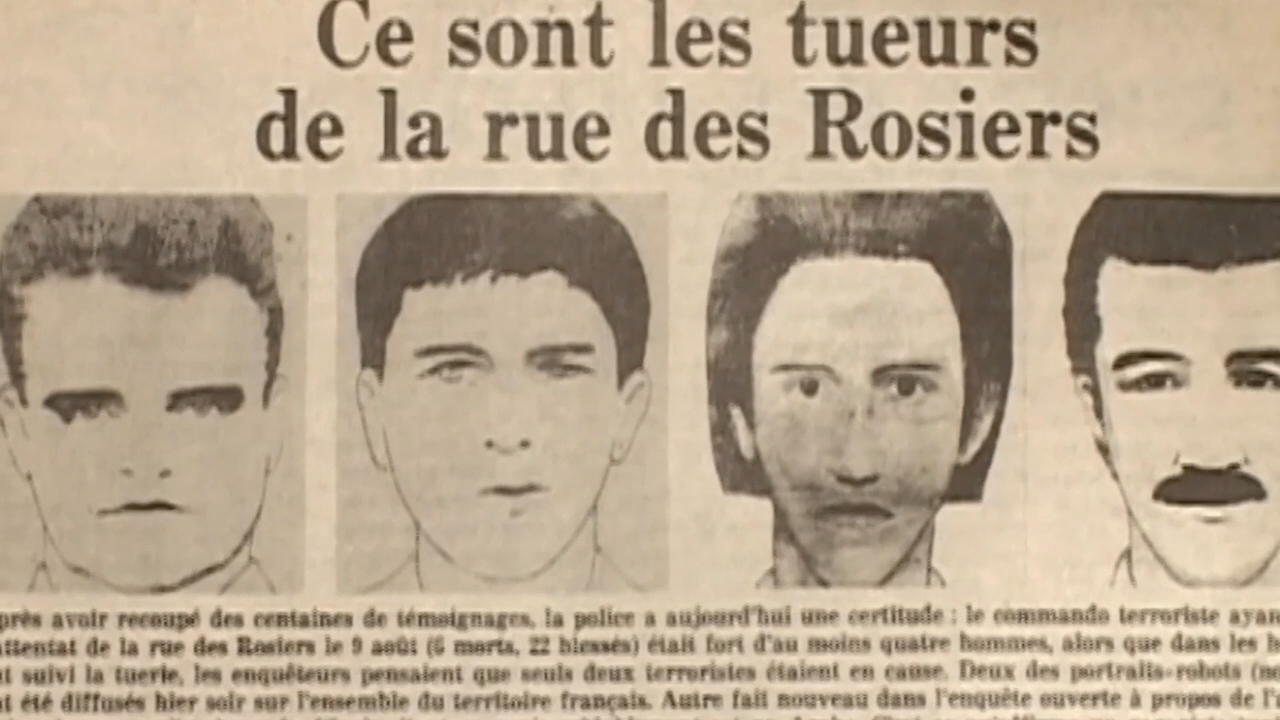 Ce sont les tueurs
de la rue des Rosiers
près avoir recoupé des centaines de témoignages, la police a aujourd'hui une certitude : le commando terroriste ayan
attentat de la rue des Rosiers le 9 août (6 morts, 22 blessés) était fort d'au moins quatre hommes, alors que dans les h
t suivi la tuerie, les enquêteurs pensaient que seuls deux terroristes étaient en cause. Deux des portraits-robots (no
t été diffusés hier soir sur l'ensemble du territoire français. Autre fait nouveau dans l'enquête ouverte à propos de l'a